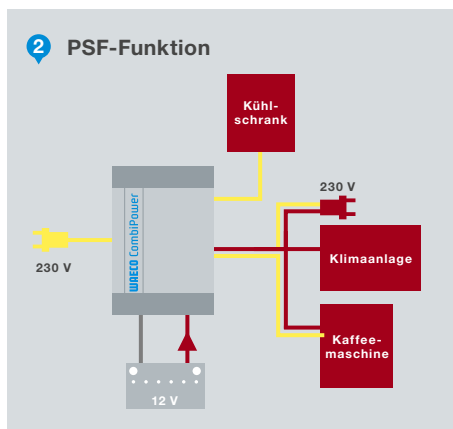 2 PSF-Funktion
Kühl-
schrank
230 V
230 V
WAECO CombiPower
Klimaanlage
Kaffee-
maschine
12 V